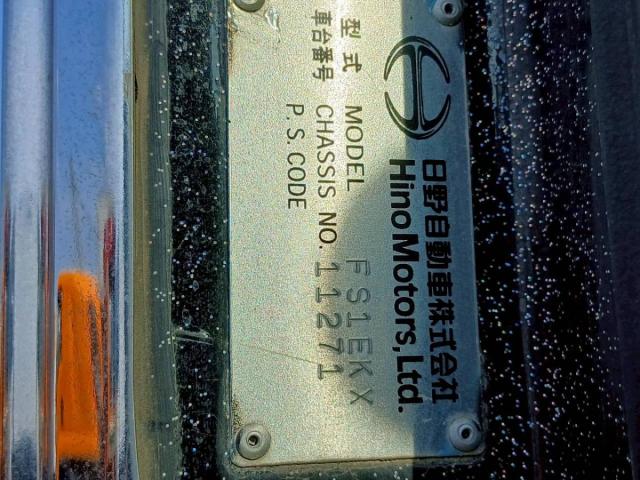 日野自動車株式会社
Hino Motors, Ltd.
型式 MODEL FS1EKX
車台番号 CHASSIS NO. 11271
P.S.CODE